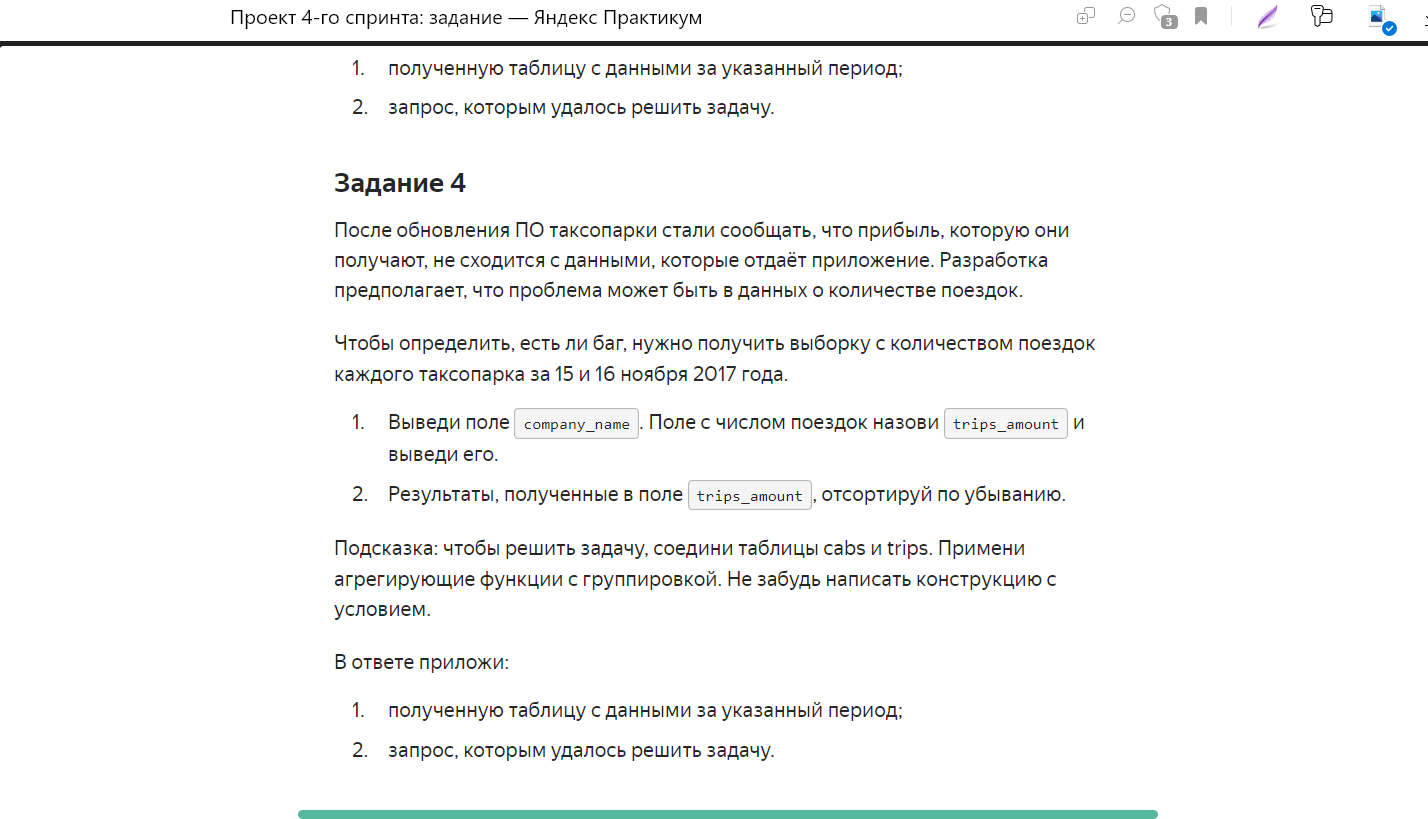 Проект 4-го спринта: задание — Яндекс Практикум
3
1. полученную таблицу с данными за указанный период;
2. запрос, которым удалось решить задачу.
Задание 4
После обновления ПО таксопарки стали сообщать, что прибыль, которую они
получают, не сходится с данными, которые отдаёт приложение. Разработка
предполагает, что проблема может быть в данных о количестве поездок.
Чтобы определить, есть ли баг, нужно получить выборку с количеством поездок
каждого таксопарка за 15 и 16 ноября 2017 года.
1. Выведи поле company_name. Поле с числом поездок назови trips_amount и
выведи его.
2. Результаты, полученные в поле trips_amount, отсортируй по убыванию.
Подсказка: чтобы решить задачу, соедини таблицы cabs и trips. Примени
агрегирующие функции с группировкой. Не забудь написать конструкцию с
условием.
В ответе приложи:
1. полученную таблицу с данными за указанный период;
2. запрос, которым удалось решить задачу.